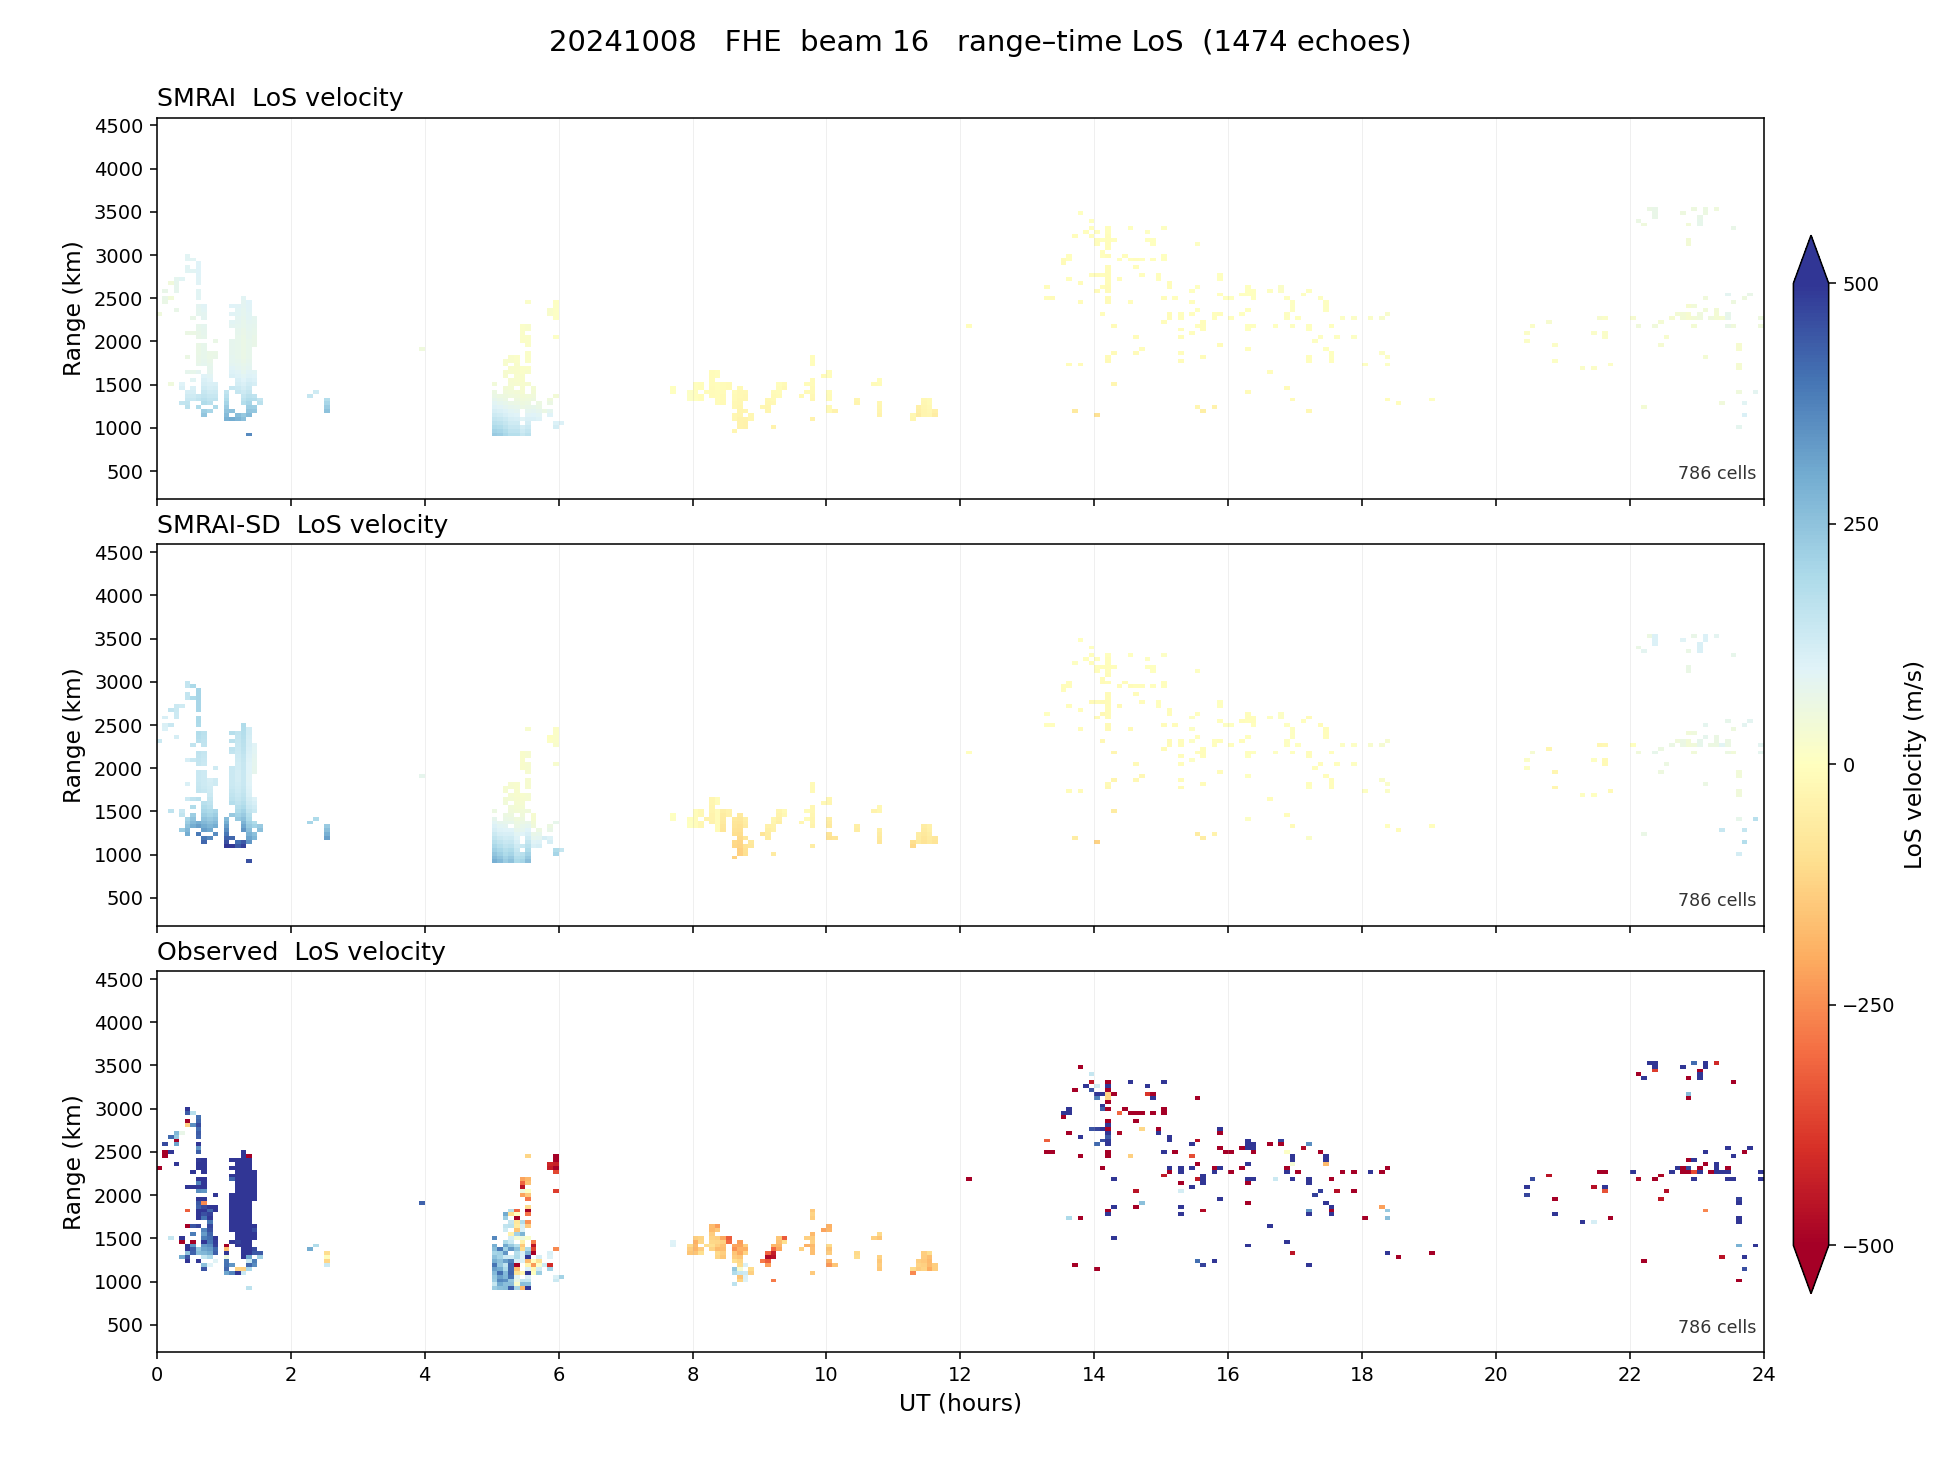 20241008   FHE  beam 16   range–time LoS  (1474 echoes)
SMRAI  LoS velocity
4500
4000
3500
3000
2500
2000
1500
1000
500
Range (km)
786 cells
SMRAI-SD  LoS velocity
4500
4000
3500
3000
2500
2000
1500
1000
500
Range (km)
786 cells
Observed  LoS velocity
4500
4000
3500
3000
2500
2000
1500
1000
500
Range (km)
786 cells
0 2 4 6 8 10 12 14 16 18 20 22 24
UT (hours)
500
250
0
−250
−500
LoS velocity (m/s)